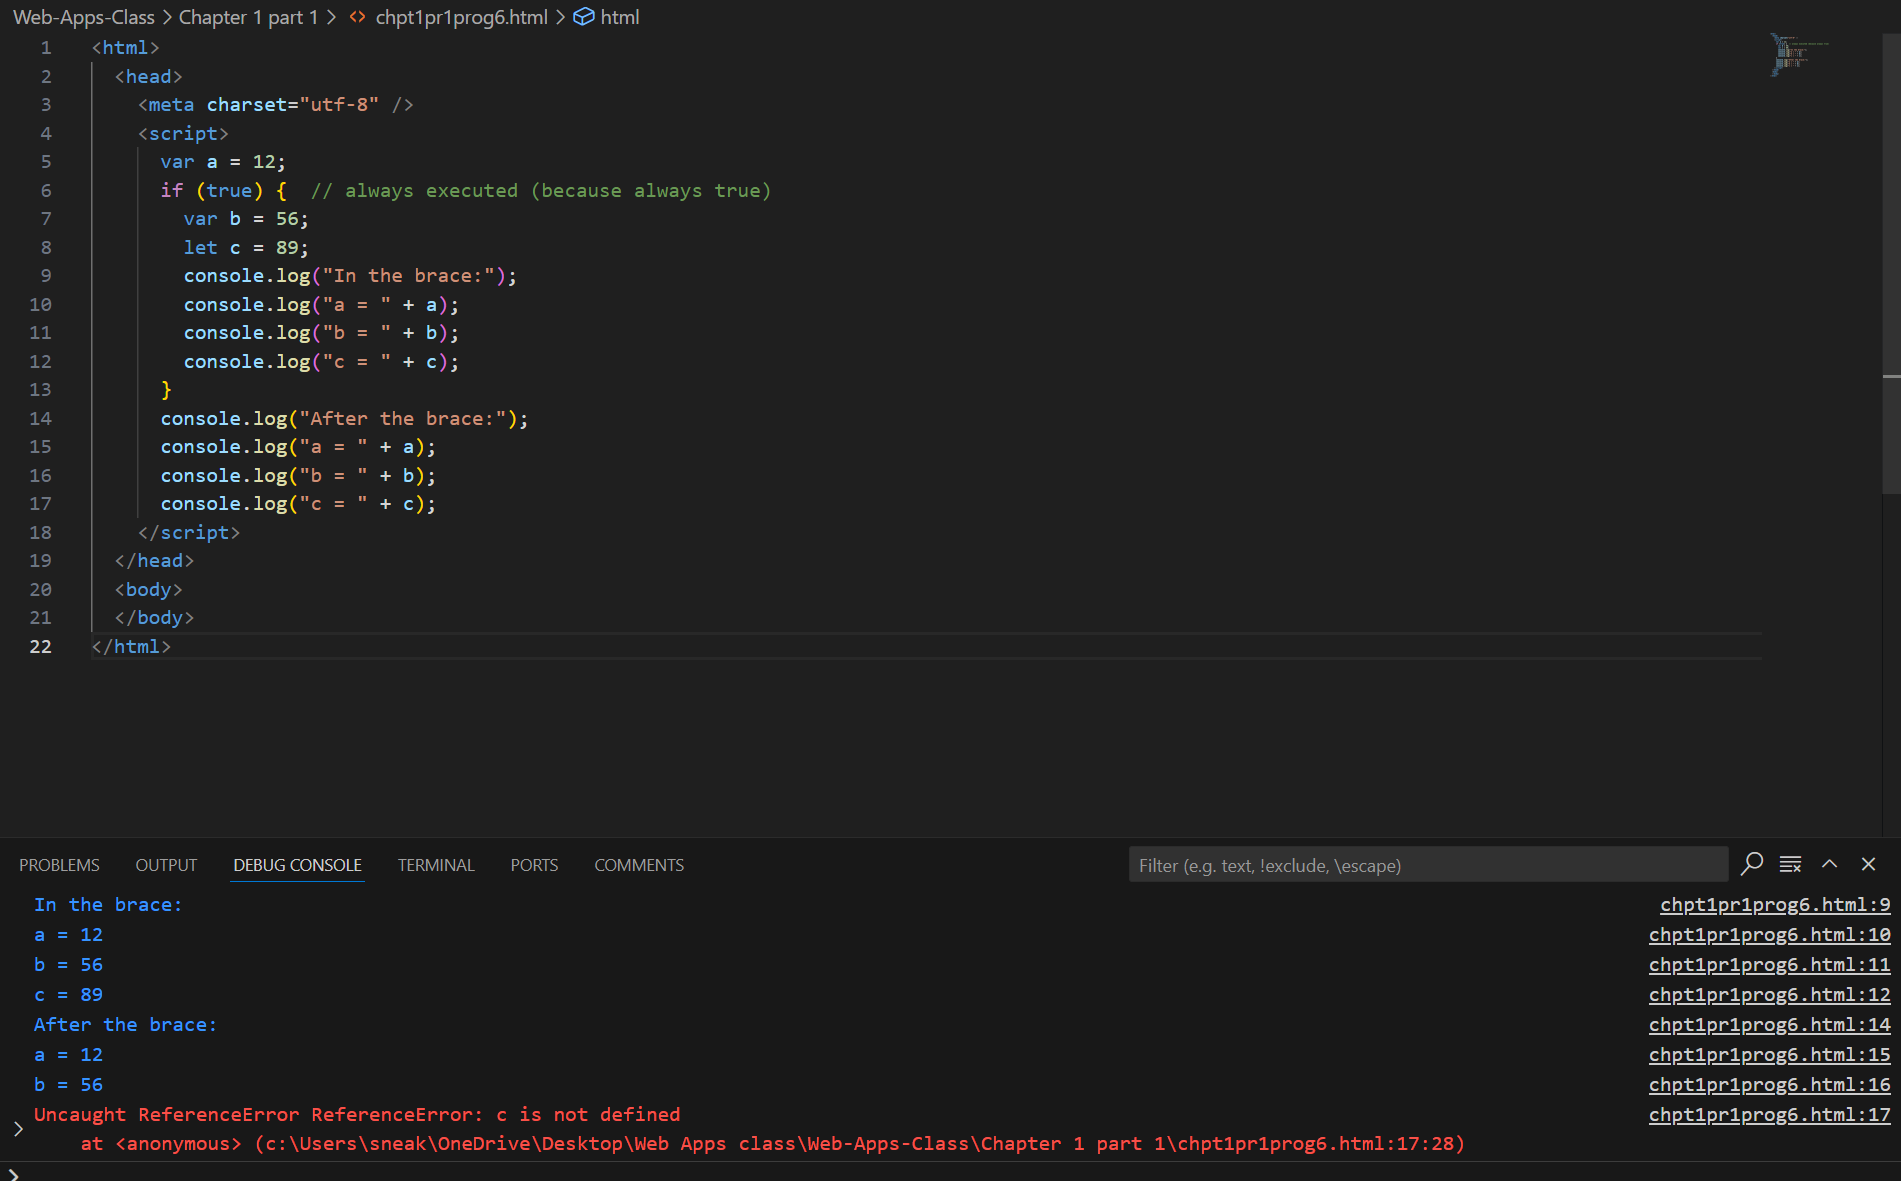 Web-Apps-Class > Chapter 1 part 1 > <> chpt1pr1prog6.html > html
1 <html>
2 <head>
3 <meta charset="utf-8" />
4 <script>
5 var a = 12;
6 if (true) {  // always executed (because always true)
7 var b = 56;
8 let c = 89;
9 console.log("In the brace:");
10 console.log("a = " + a);
11 console.log("b = " + b);
12 console.log("c = " + c);
13 }
14 console.log("After the brace:");
15 console.log("a = " + a);
16 console.log("b = " + b);
17 console.log("c = " + c);
18 </script>
19 </head>
20 <body>
21 </body>
22 </html>
PROBLEMS OUTPUT DEBUG CONSOLE TERMINAL PORTS COMMENTS Filter (e.g. text, !exclude, \escape)
In the brace: chpt1pr1prog6.html:9
a = 12 chpt1pr1prog6.html:10
b = 56 chpt1pr1prog6.html:11
c = 89 chpt1pr1prog6.html:12
After the brace: chpt1pr1prog6.html:14
a = 12 chpt1pr1prog6.html:15
b = 56 chpt1pr1prog6.html:16
Uncaught ReferenceError ReferenceError: c is not defined chpt1pr1prog6.html:17
at <anonymous> (c:\Users\sneak\OneDrive\Desktop\Web Apps class\Web-Apps-Class\Chapter 1 part 1\chpt1pr1prog6.html:17:28)